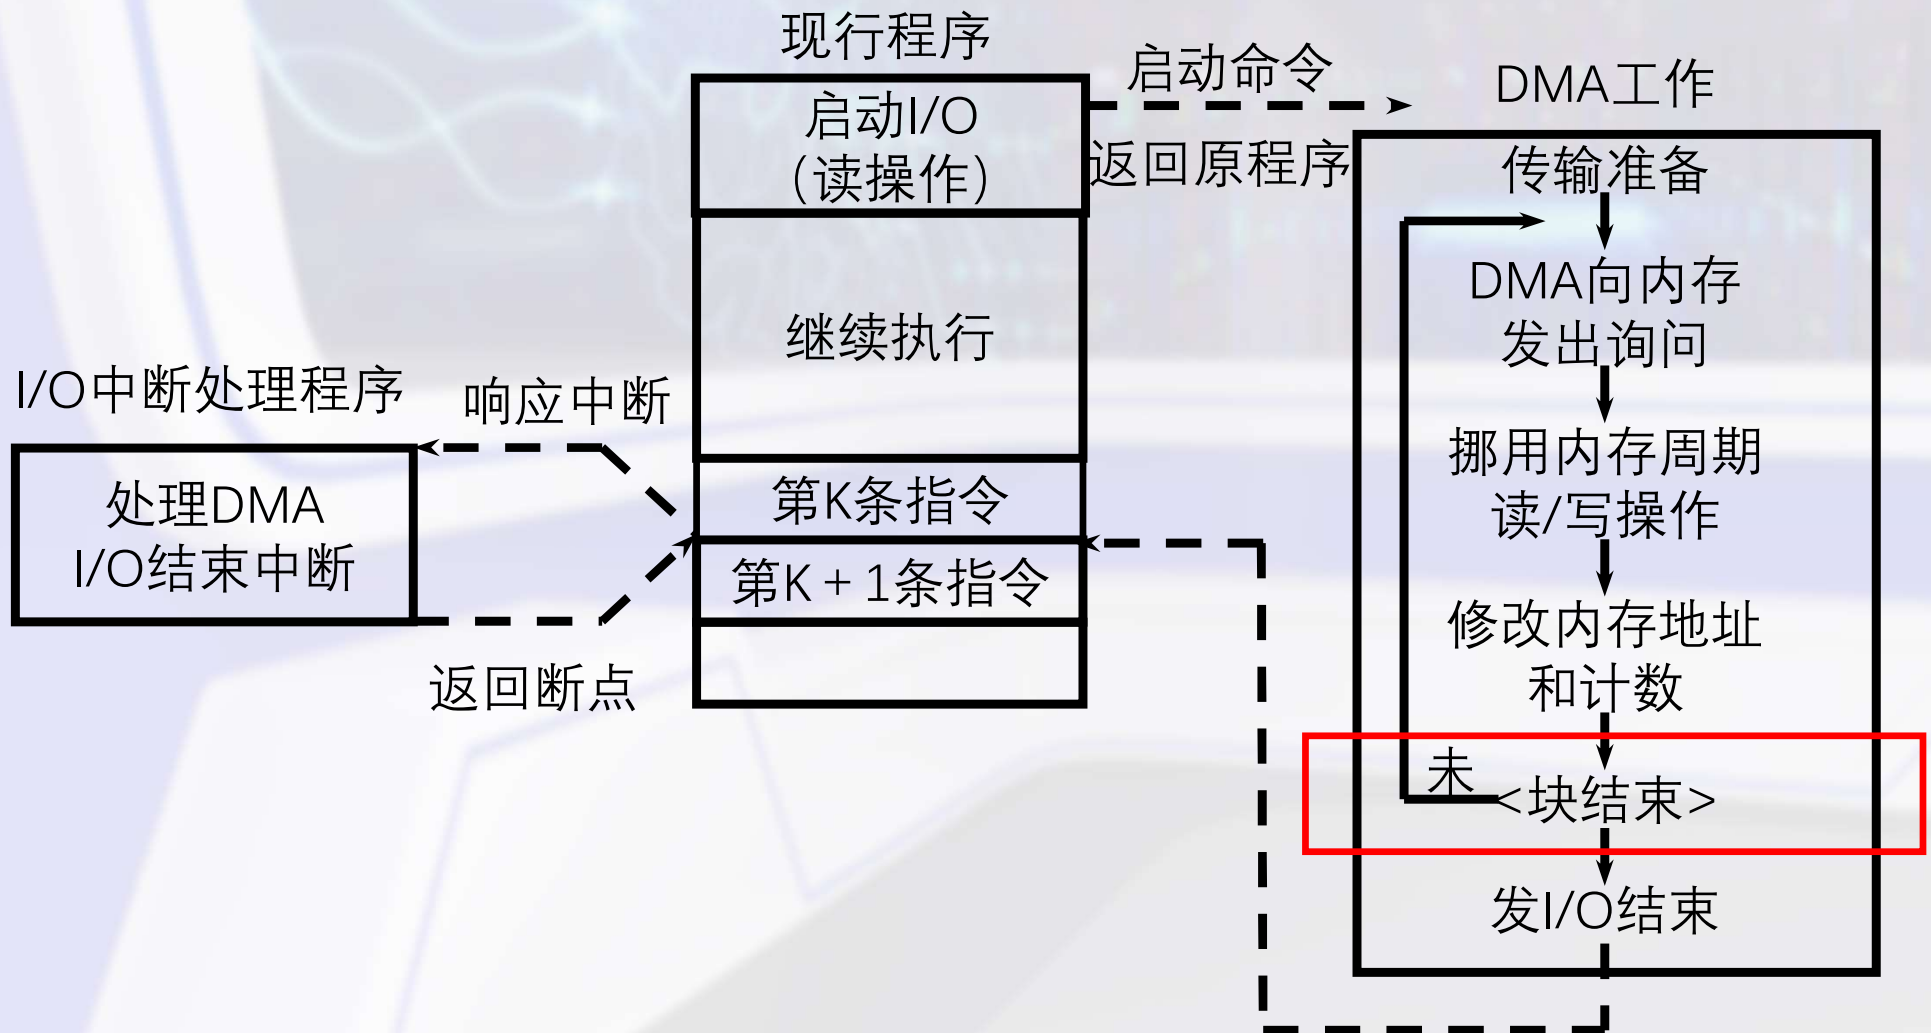 现行程序
启动I/O
(读操作)
继续执行
第K条指令
第K+1条指令
启动命令
返回原程序
I/O中断处理程序
响应中断
处理DMA
I/O结束中断
返回断点
DMA工作
传输准备
DMA向内存
发出询问
挪用内存周期
读/写操作
修改内存地址
和计数
未
<块结束>
发I/O结束